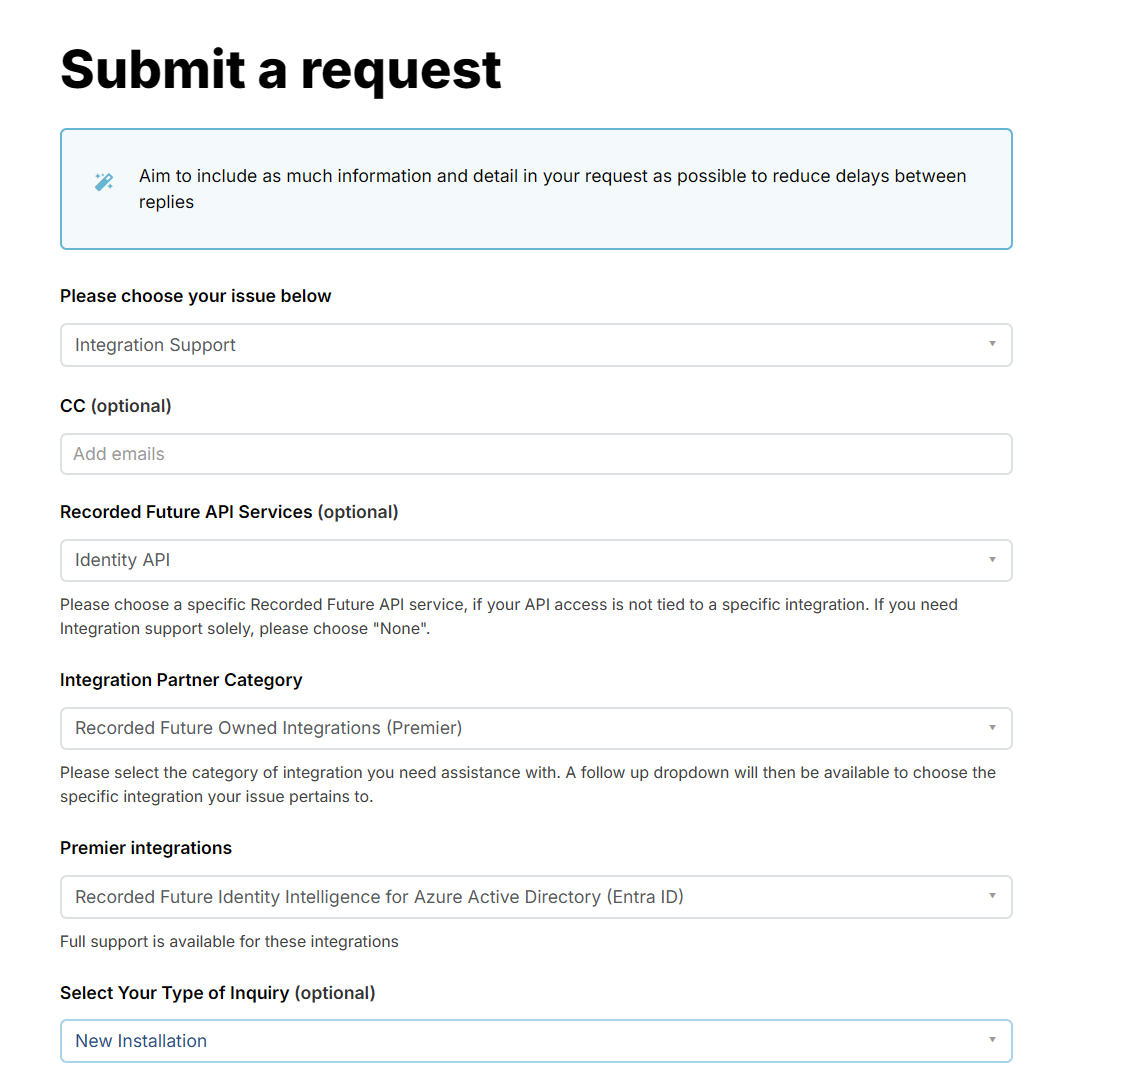 Submit a request
Aim to include as much information and detail in your request as possible to reduce delays between
replies
Please choose your issue below
Integration Support
CC (optional)
Add emails
Recorded Future API Services (optional)
Identity API
Please choose a specific Recorded Future API service, if your API access is not tied to a specific integration. If you need
Integration support solely, please choose "None".
Integration Partner Category
Recorded Future Owned Integrations (Premier)
Please select the category of integration you need assistance with. A follow up dropdown will then be available to choose the
specific integration your issue pertains to.
Premier integrations
Recorded Future Identity Intelligence for Azure Active Directory (Entra ID)
Full support is available for these integrations
Select Your Type of Inquiry (optional)
New Installation